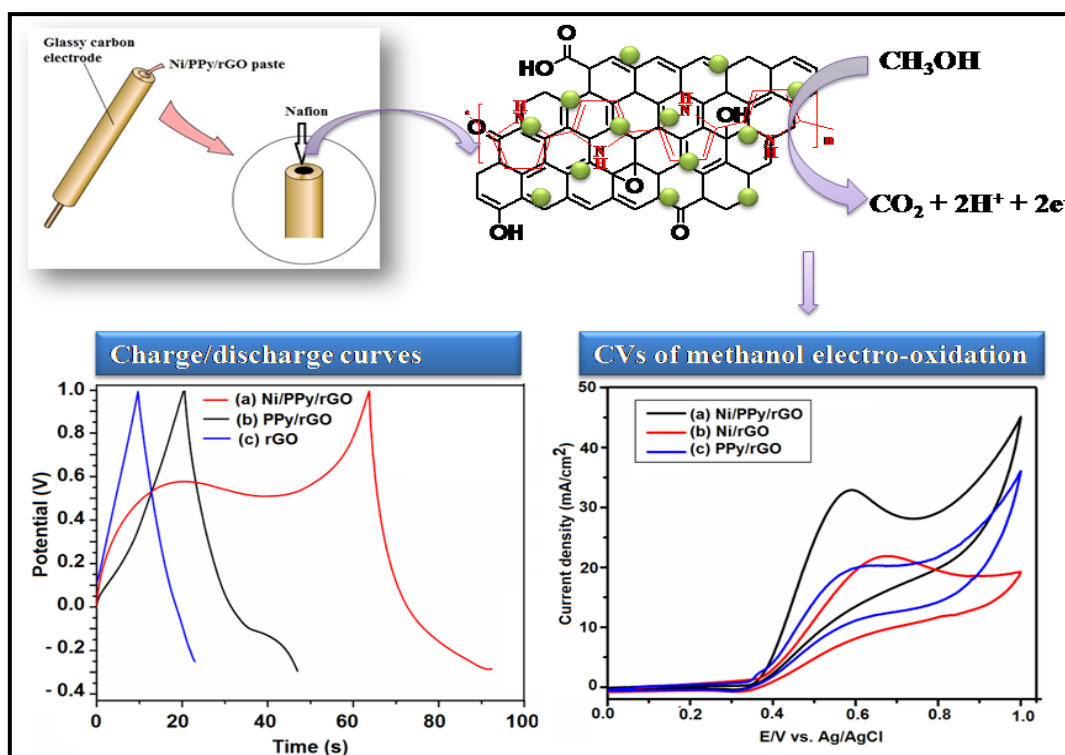 Glassy carbon
electrode
Ni/PPy/rGO paste
Nafion
O
HO
H
N
OH
CH3OH
O
N
H
N
H
m
O
OH
O
CO2 + 2H+ + 2e-
Charge/discharge curves
1.0
0.8
0.6
0.4
0.2
0.0
- 0.2
- 0.4
Potential (V)
(a) Ni/PPy/rGO
(b) PPy/rGO
(c) rGO
0 20 40 60 80 100
Time (s)
CVs of methanol electro-oxidation
50
40
30
20
10
0
Current density (mA/cm²)
(a) Ni/PPy/rGO
(b) Ni/rGO
(c) PPy/rGO
0.0 0.2 0.4 0.6 0.8 1.0
E/V vs. Ag/AgCl